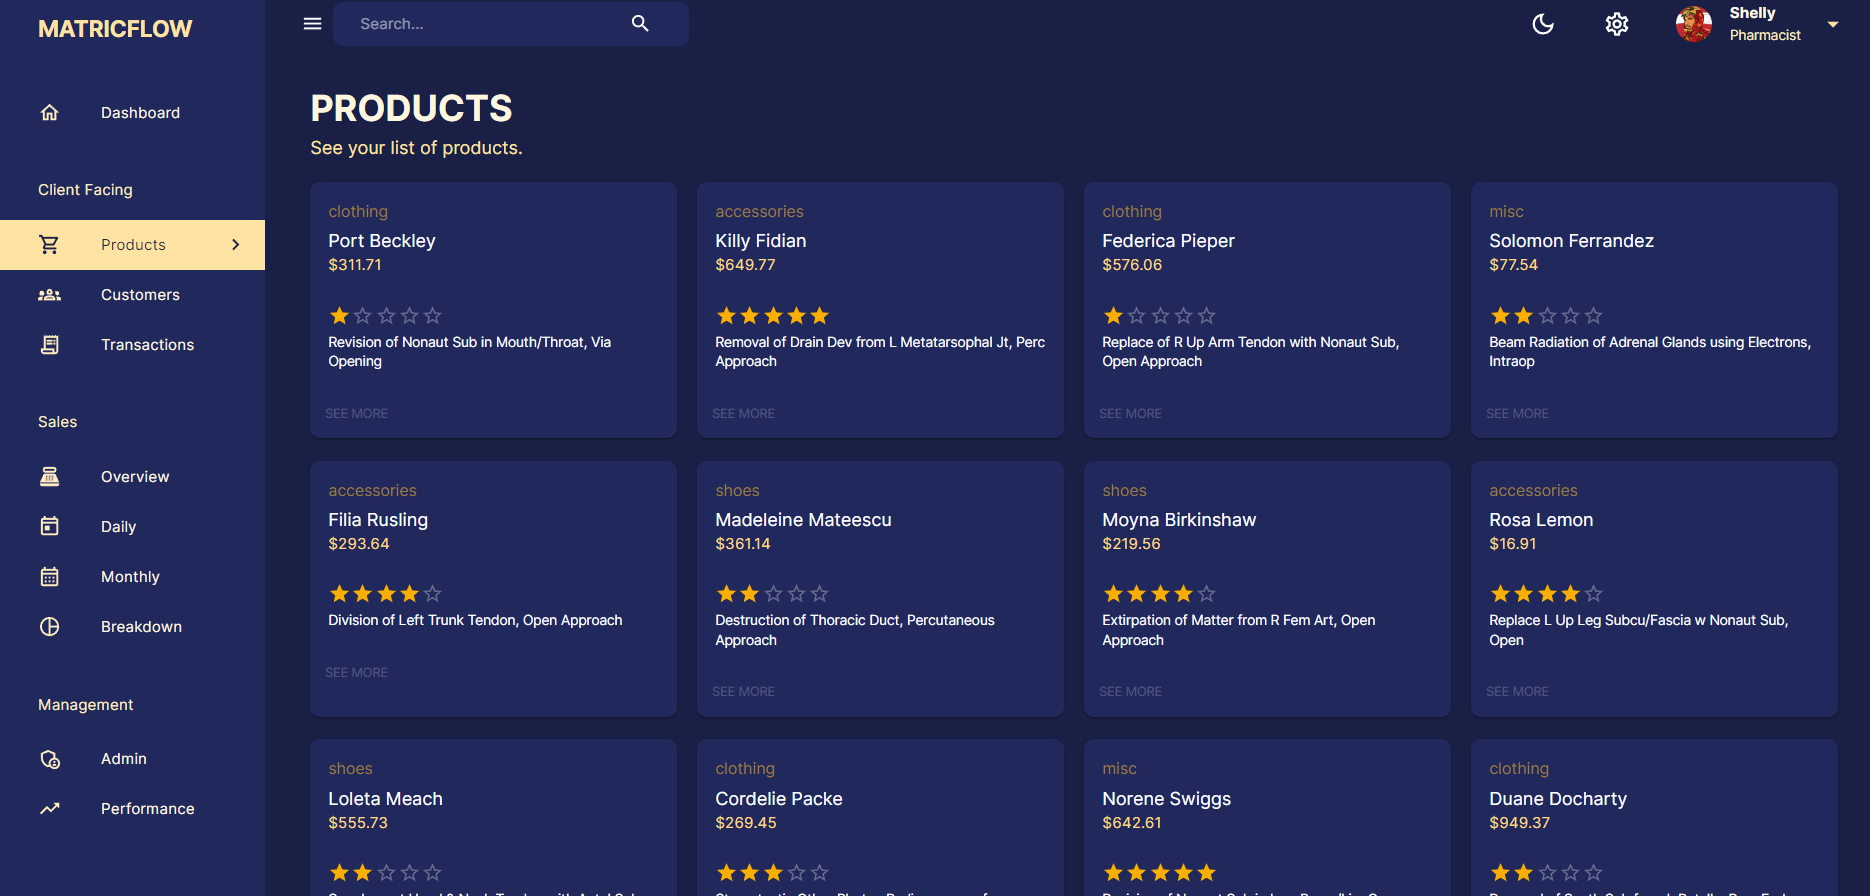 MATRICFLOW
Search...
Shelly
Pharmacist
Dashboard
Client Facing
Products
Customers
Transactions
Sales
Overview
Daily
Monthly
Breakdown
Management
Admin
Performance
PRODUCTS
See your list of products.
clothing
Port Beckley
$311.71
Revision of Nonaut Sub in Mouth/Throat, Via
Opening
SEE MORE
accessories
Killy Fidian
$649.77
Removal of Drain Dev from L Metatarsophal Jt, Perc
Approach
SEE MORE
clothing
Federica Pieper
$576.06
Replace of R Up Arm Tendon with Nonaut Sub,
Open Approach
SEE MORE
misc
Solomon Ferrandez
$77.54
Beam Radiation of Adrenal Glands using Electrons,
Intraop
SEE MORE
accessories
Filia Rusling
$293.64
Division of Left Trunk Tendon, Open Approach
SEE MORE
shoes
Madeleine Mateescu
$361.14
Destruction of Thoracic Duct, Percutaneous
Approach
SEE MORE
shoes
Moyna Birkinshaw
$219.56
Extirpation of Matter from R Fem Art, Open
Approach
SEE MORE
accessories
Rosa Lemon
$16.91
Replace L Up Leg Subcu/Fascia w Nonaut Sub,
Open
SEE MORE
shoes
Loleta Meach
$555.73
clothing
Cordelie Packe
$269.45
misc
Norene Swiggs
$642.61
clothing
Duane Docharty
$949.37